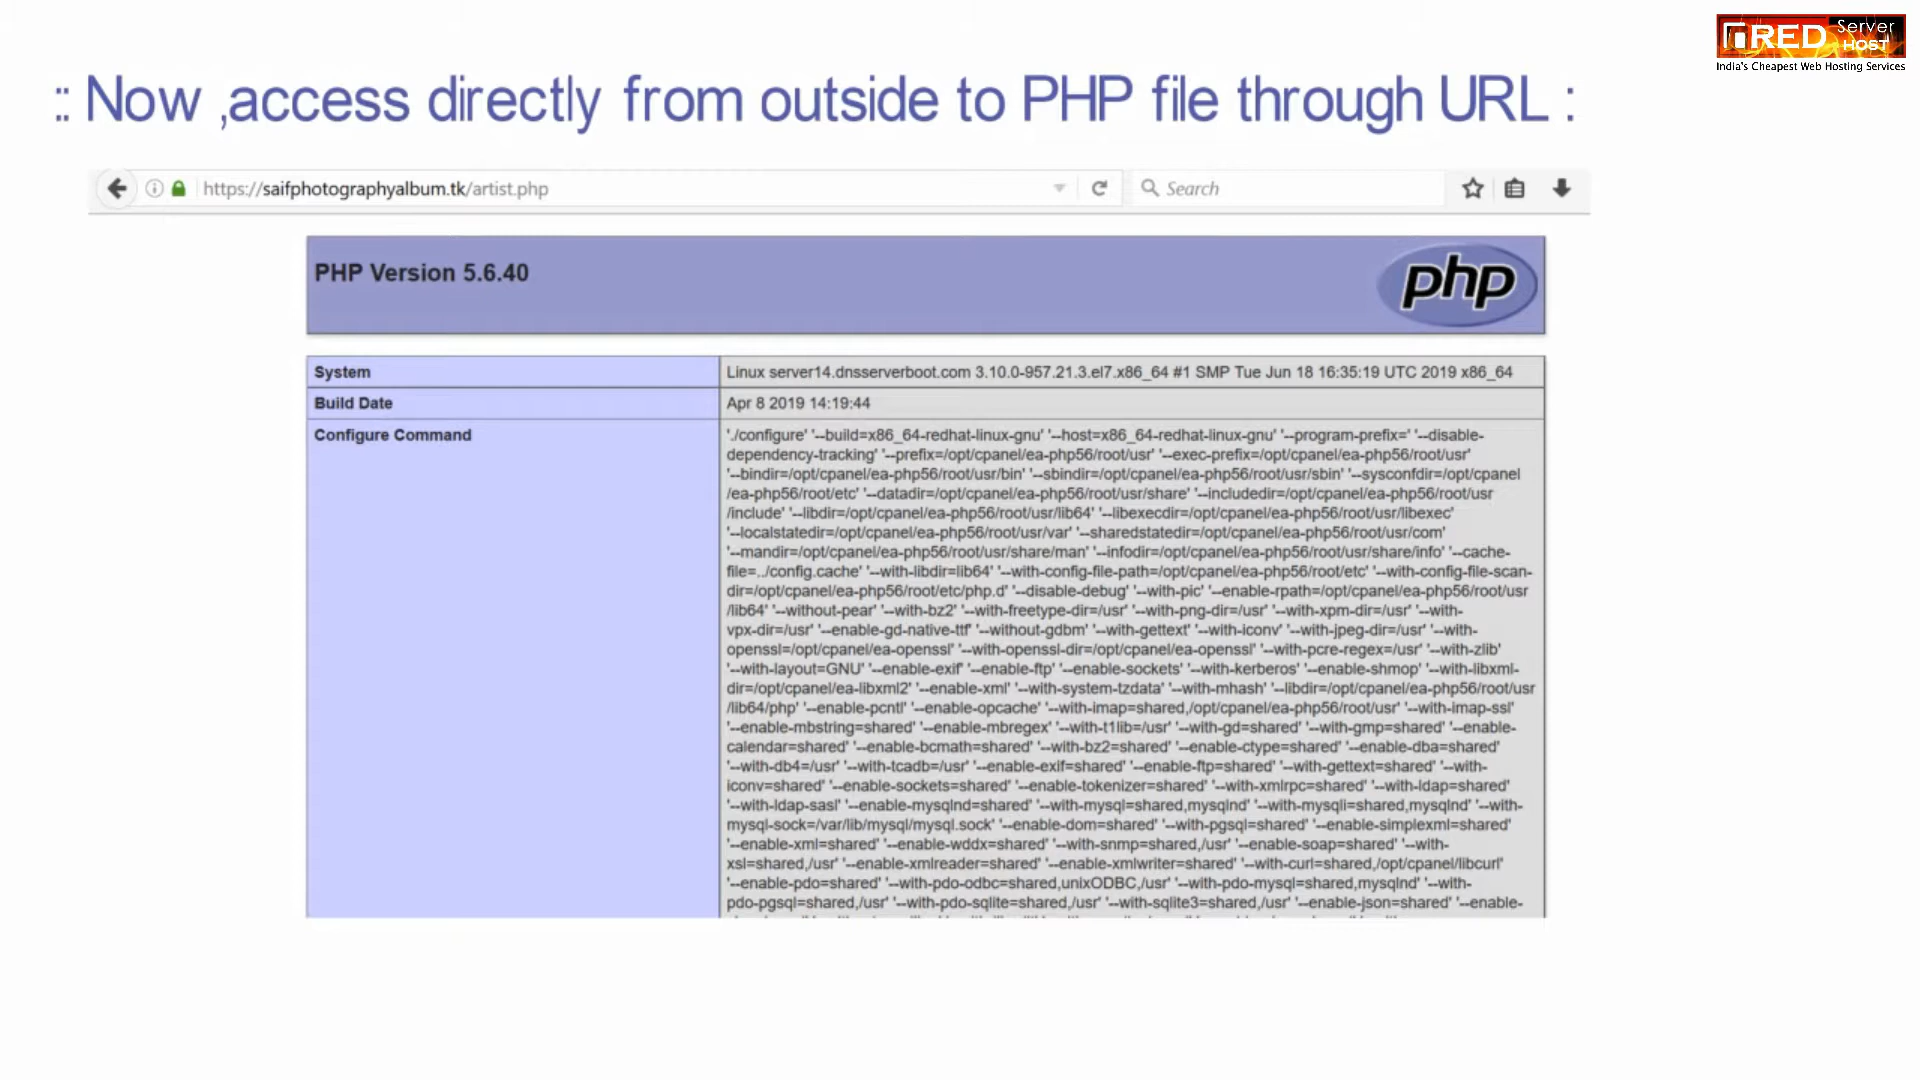 RED Server
HOST
India's Cheapest Web Hosting Services
:: Now ,access directly from outside to PHP file through URL :
https://saifphotographyalbum.tk/artist.php
Search
PHP Version 5.6.40
php
System Linux server14.dnsserverboot.com 3.10.0-957.21.3.el7.x86_64 #1 SMP Tue Jun 18 16:35:19 UTC 2019 x86_64
Build Date Apr 8 2019 14:19:44
Configure Command './configure' '--build=x86_64-redhat-linux-gnu' '--host=x86_64-redhat-linux-gnu' '--program-prefix=' '--disable-
dependency-tracking' '--prefix=/opt/cpanel/ea-php56/root/usr' '--exec-prefix=/opt/cpanel/ea-php56/root/usr'
'--bindir=/opt/cpanel/ea-php56/root/usr/bin' '--sbindir=/opt/cpanel/ea-php56/root/usr/sbin' '--sysconfdir=/opt/cpanel
/ea-php56/root/etc' '--datadir=/opt/cpanel/ea-php56/root/usr/share' '--includedir=/opt/cpanel/ea-php56/root/usr
/include' '--libdir=/opt/cpanel/ea-php56/root/usr/lib64' '--libexecdir=/opt/cpanel/ea-php56/root/usr/libexec'
'--localstatedir=/opt/cpanel/ea-php56/root/usr/var' '--sharedstatedir=/opt/cpanel/ea-php56/root/usr/com'
'--mandir=/opt/cpanel/ea-php56/root/usr/share/man' '--infodir=/opt/cpanel/ea-php56/root/usr/share/info' '--cache-
file=../config.cache' '--with-libdir=lib64' '--with-config-file-path=/opt/cpanel/ea-php56/root/etc' '--with-config-file-scan-
dir=/opt/cpanel/ea-php56/root/etc/php.d' '--disable-debug' '--with-pic' '--enable-rpath=/opt/cpanel/ea-php56/root/usr
/lib64' '--without-pear' '--with-bz2' '--with-freetype-dir=/usr' '--with-png-dir=/usr' '--with-xpm-dir=/usr' '--with-
vpx-dir=/usr' '--enable-gd-native-ttf' '--without-gdbm' '--with-gettext' '--with-iconv' '--with-jpeg-dir=/usr' '--with-
openssl=/opt/cpanel/ea-openssl' '--with-openssl-dir=/opt/cpanel/ea-openssl' '--with-pcre-regex=/usr' '--with-zlib'
'--with-layout=GNU' '--enable-exif' '--enable-ftp' '--enable-sockets' '--with-kerberos' '--enable-shmop' '--with-libxml-
dir=/opt/cpanel/ea-libxml2' '--enable-xml' '--with-system-tzdata' '--with-mhash' '--libdir=/opt/cpanel/ea-php56/root/usr
/lib64/php' '--enable-pcntl' '--enable-opcache' '--with-imap=shared,/opt/cpanel/ea-php56/root/usr' '--with-imap-ssl'
'--enable-mbstring=shared' '--enable-mbregex' '--with-t1lib=/usr' '--with-gd=shared' '--with-gmp=shared' '--enable-
calendar=shared' '--enable-bcmath=shared' '--with-bz2=shared' '--enable-ctype=shared' '--enable-dba=shared'
'--with-db4=/usr' '--with-tcadb=/usr' '--enable-exif=shared' '--enable-ftp=shared' '--with-gettext=shared' '--with-
iconv=shared' '--enable-sockets=shared' '--enable-tokenizer=shared' '--with-xmlrpc=shared' '--with-ldap=shared'
'--with-ldap-sasl' '--enable-mysqlnd=shared' '--with-mysql=shared,mysqlnd' '--with-mysqli=shared,mysqlnd' '--with-
mysql-sock=/var/lib/mysql/mysql.sock' '--enable-dom=shared' '--with-pgsql=shared' '--enable-simplexml=shared'
'--enable-xml=shared' '--enable-wddx=shared' '--with-snmp=shared,/usr' '--enable-soap=shared' '--with-
xsl=shared,/usr' '--enable-xmlreader=shared' '--enable-xmlwriter=shared' '--with-curl=shared,/opt/cpanel/libcurl'
'--enable-pdo=shared' '--with-pdo-odbc=shared,unixODBC,/usr' '--with-pdo-mysql=shared,mysqlnd' '--with-
pdo-pgsql=shared,/usr' '--with-pdo-sqlite=shared,/usr' '--with-sqlite3=shared,/usr' '--enable-json=shared' '--enable-